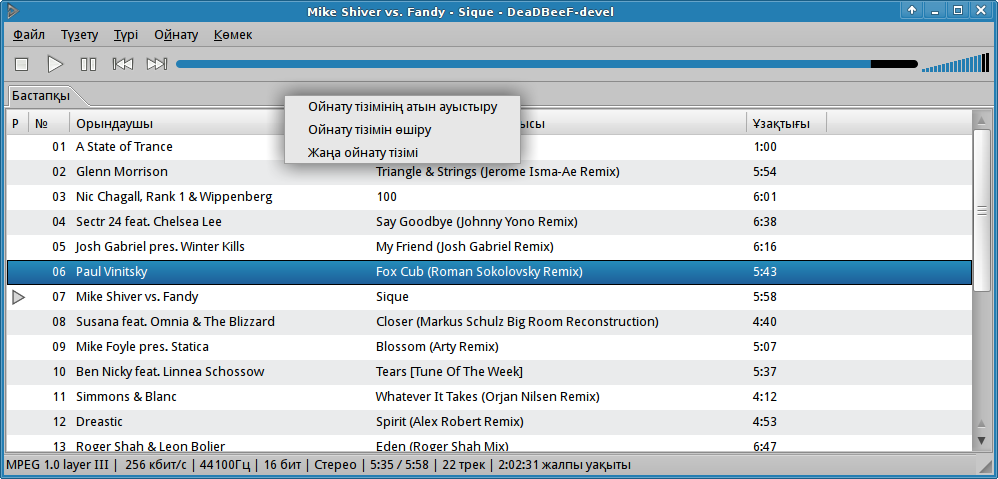 Mike Shiver vs. Fandy - Sique - DeaDBeeF-devel
Файл Түзету Түрі Ойнату Көмек
Бастапқы
Ойнату тізімінің атын ауыстыру
Ойнату тізімін өшіру
Жаңа ойнату тізімі
P № Орындаушы ысы Ұзақтығы
01 A State of Trance 1:00
02 Glenn Morrison Triangle & Strings (Jerome Isma-Ae Remix) 5:54
03 Nic Chagall, Rank 1 & Wippenberg 100 6:01
04 Sectr 24 feat. Chelsea Lee Say Goodbye (Johnny Yono Remix) 6:38
05 Josh Gabriel pres. Winter Kills My Friend (Josh Gabriel Remix) 6:16
06 Paul Vinitsky Fox Cub (Roman Sokolovsky Remix) 5:43
07 Mike Shiver vs. Fandy Sique 5:58
08 Susana feat. Omnia & The Blizzard Closer (Markus Schulz Big Room Reconstruction) 4:40
09 Mike Foyle pres. Statica Blossom (Arty Remix) 5:07
10 Ben Nicky feat. Linnea Schossow Tears [Tune Of The Week] 5:37
11 Simmons & Blanc Whatever It Takes (Orjan Nilsen Remix) 4:12
12 Dreastic Spirit (Alex Robert Remix) 4:53
13 Roger Shah & Leon Bolier Eden (Roger Shah Mix) 6:47
MPEG 1.0 layer III | 256 кбит/с | 44100Гц | 16 бит | Стерео | 5:35 / 5:58 | 22 трек | 2:02:31 жалпы уақыты